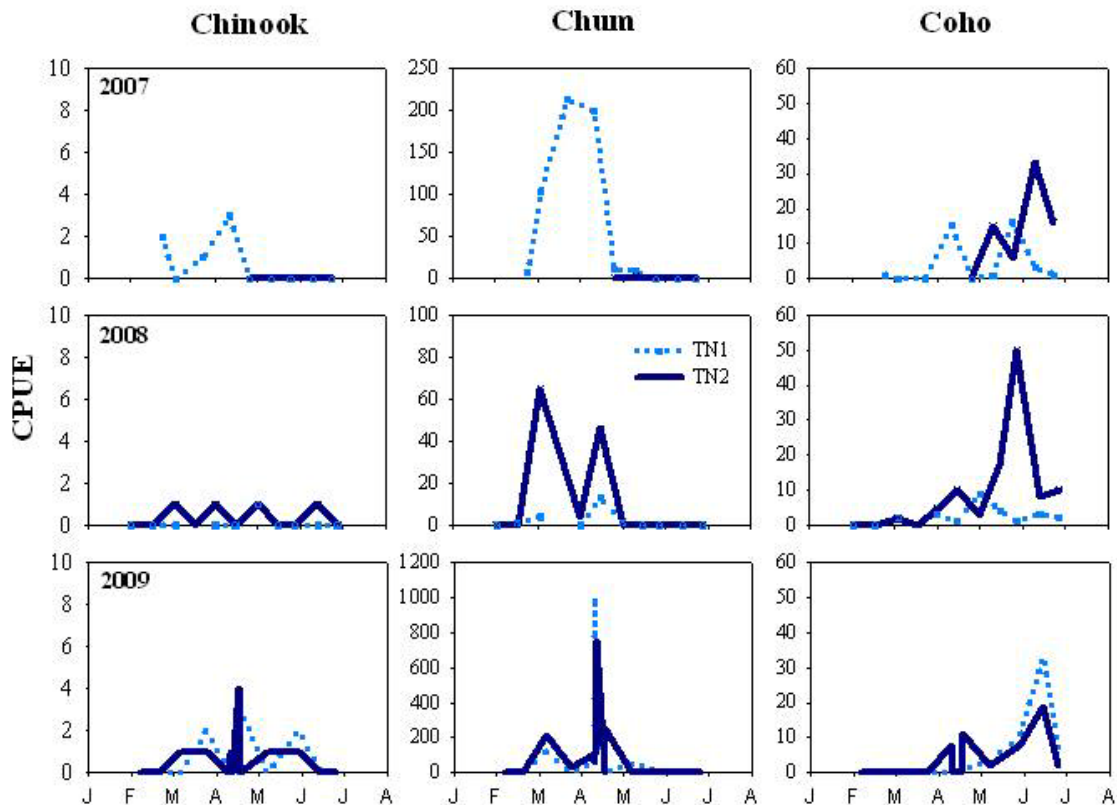 Chinook Chum Coho
10 250 60
2007
8 200 50
6 150 40
4 100 30
2 50 20
10
0 0 0
10 100 60
2008
8 80 50
TN1
TN2
6 60 40
4 40 30
2 20 20
10
0 0 0
CPUE
10 1200 60
2009
8 1000 50
6 800 40
4 600 30
2 400 20
200 10
0 0 0
J F M A M J J A J F M A M J J A J F M A M J J A